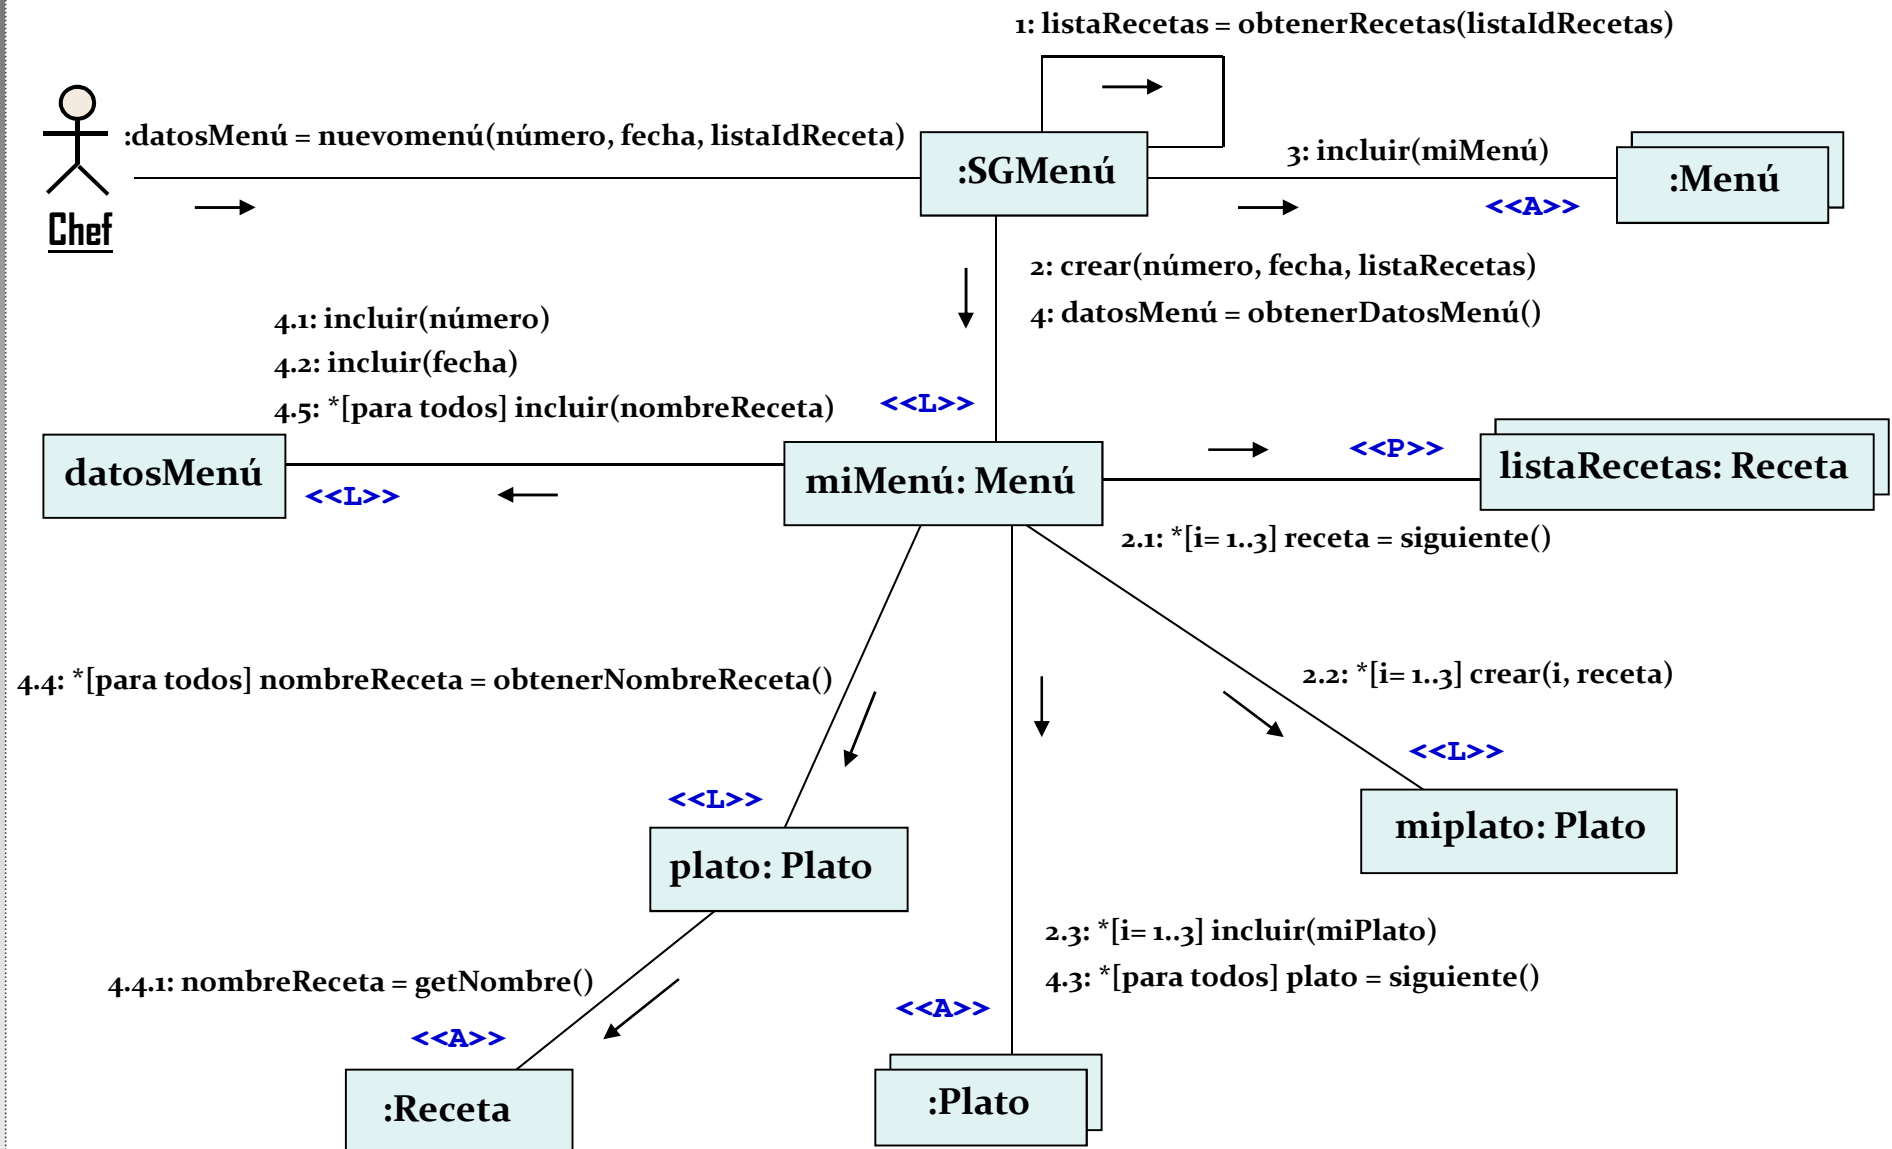 1: listaRecetas = obtenerRecetas(listaIdRecetas)
:datosMenú = nuevomenú(número, fecha, listaIdReceta)
Chef
:SGMenú
3: incluir(miMenú)
<<A>>
:Menú
2: crear(número, fecha, listaRecetas)
4: datosMenú = obtenerDatosMenú()
4.1: incluir(número)
4.2: incluir(fecha)
4.5: *[para todos] incluir(nombreReceta)
<<L>>
datosMenú
<<L>>
miMenú: Menú
<<P>>
listaRecetas: Receta
2.1: *[i= 1..3] receta = siguiente()
4.4: *[para todos] nombreReceta = obtenerNombreReceta()
2.2: *[i= 1..3] crear(i, receta)
<<L>>
<<L>>
plato: Plato
miplato: Plato
2.3: *[i= 1..3] incluir(miPlato)
4.3: *[para todos] plato = siguiente()
4.4.1: nombreReceta = getNombre()
<<A>>
<<A>>
:Receta
:Plato